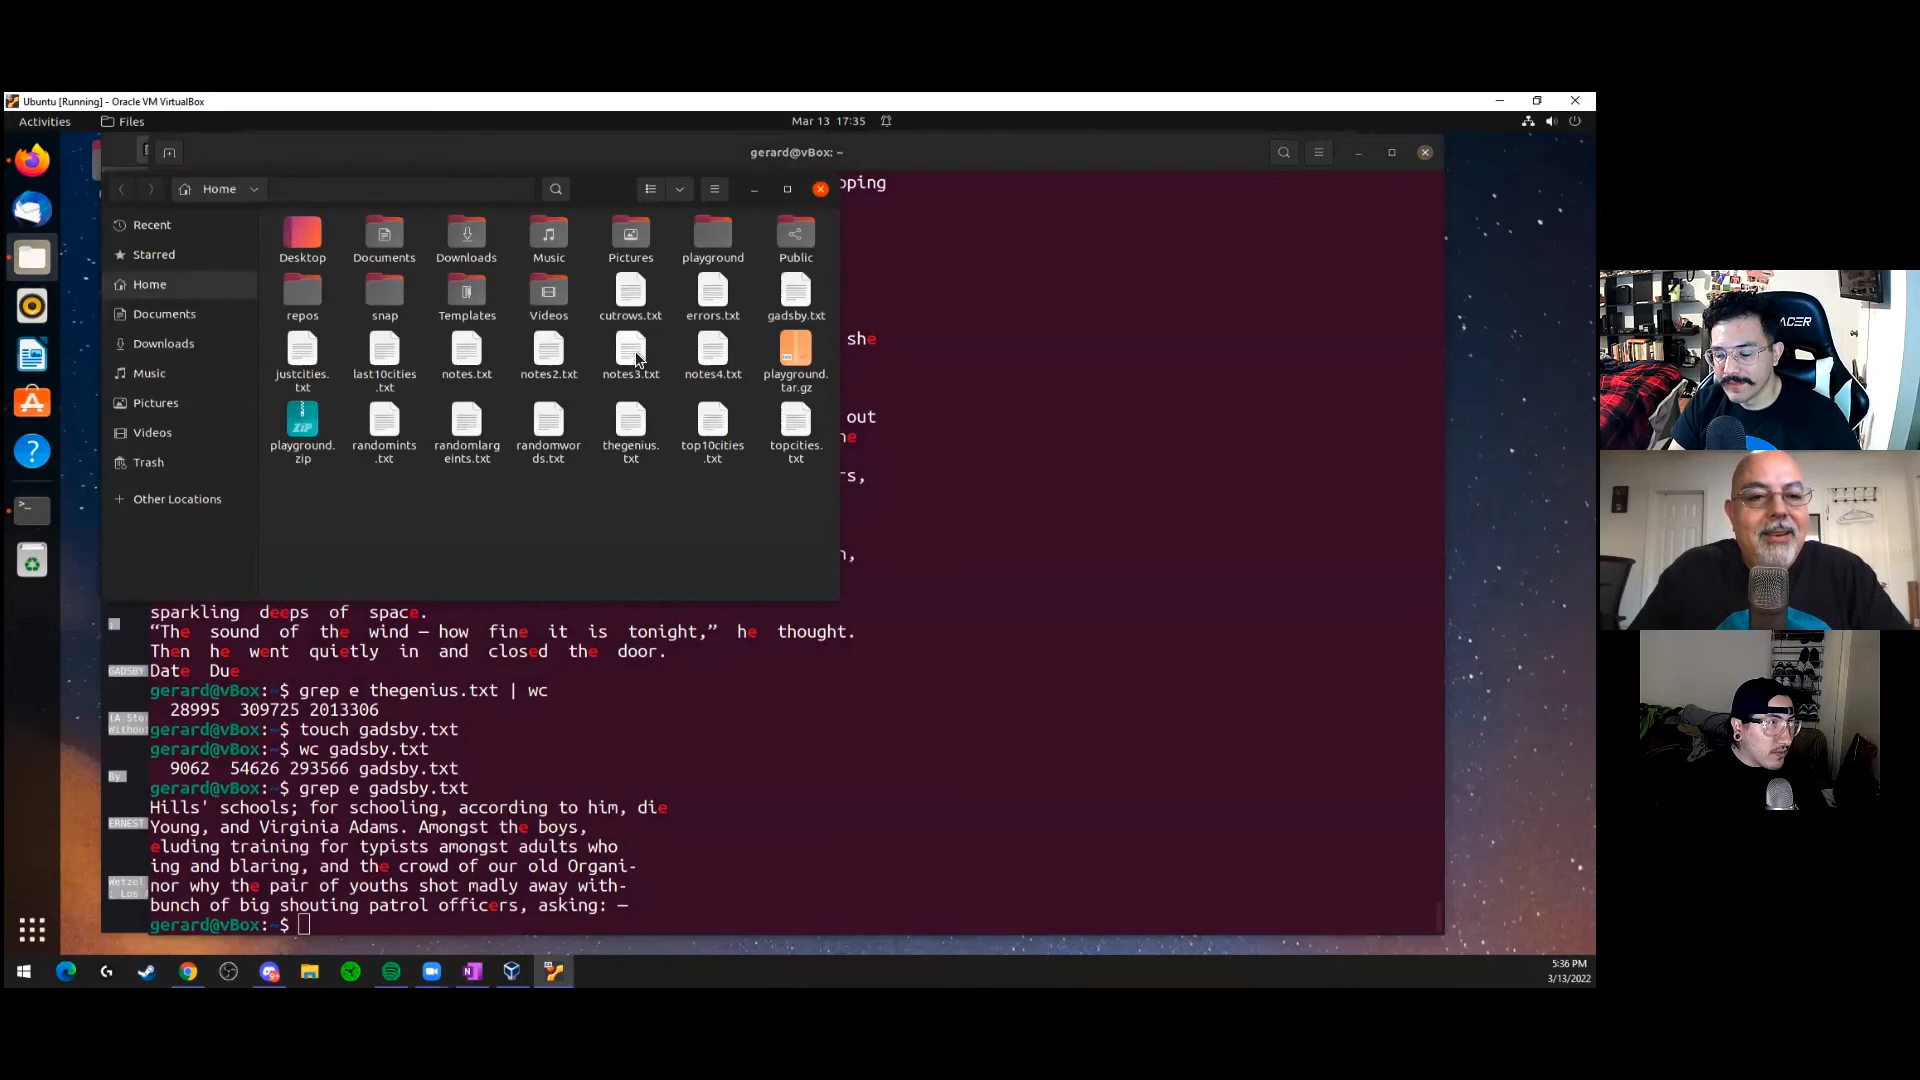 Ubuntu [Running] - Oracle VM VirtualBox
Activities
Files
Mar 13 17:35
gerard@vBox: ~
Home
Recent
Starred
Home
Documents
Downloads
Music
Pictures
Videos
Trash
Other Locations
Desktop
Documents
Downloads
Music
Pictures
playground
Public
repos
snap
Templates
Videos
cutrows.txt
errors.txt
gadsby.txt
justcities.
txt
last10cities
.txt
notes.txt
notes2.txt
notes3.txt
notes4.txt
playground.
tar.gz
ZIP
playground.
zip
randomints
.txt
randomlarg
eints.txt
randomwor
ds.txt
thegenius.
txt
top10cities
.txt
topcities.
txt
pping
she
out
rs,
sparkling deeps of space.
“The sound of the wind — how fine it is tonight,” he thought.
Then he went quietly in and closed the door.
GADSBY
Date Due
gerard@vBox:~$ grep e thegenius.txt | wc
28995 309725 2013306
gerard@vBox:~$ touch gadsby.txt
gerard@vBox:~$ wc gadsby.txt
9062 54626 293566 gadsby.txt
By
gerard@vBox:~$ grep e gadsby.txt
Hills' schools; for schooling, according to him, die
ERNEST
Young, and Virginia Adams. Amongst the boys,
eluding training for typists amongst adults who
ing and blaring, and the crowd of our old Organi-
Wetzel
nor why the pair of youths shot madly away with-
bunch of big shouting patrol officers, asking: —
gerard@vBox:~$
5:36 PM
3/13/2022
ACER